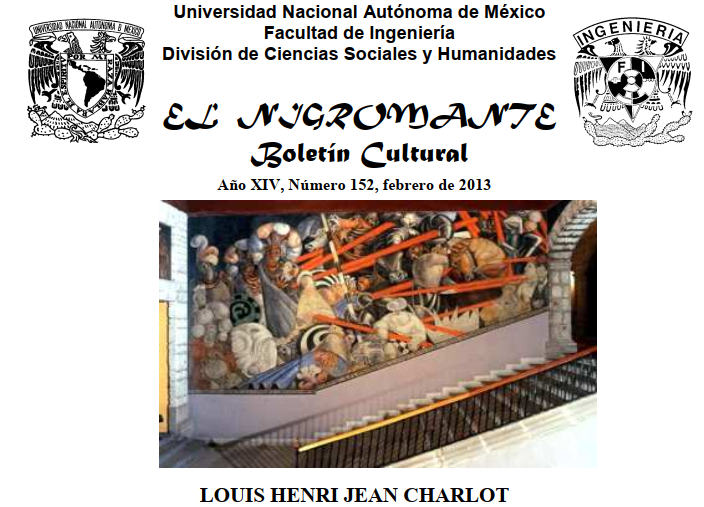 Universidad Nacional Autónoma de México
Facultad de Ingeniería
División de Ciencias Sociales y Humanidades
INGENIERIA
EL NIGROMANTE
Boletín Cultural
Año XIV, Número 152, febrero de 2013
LOUIS HENRI JEAN CHARLOT